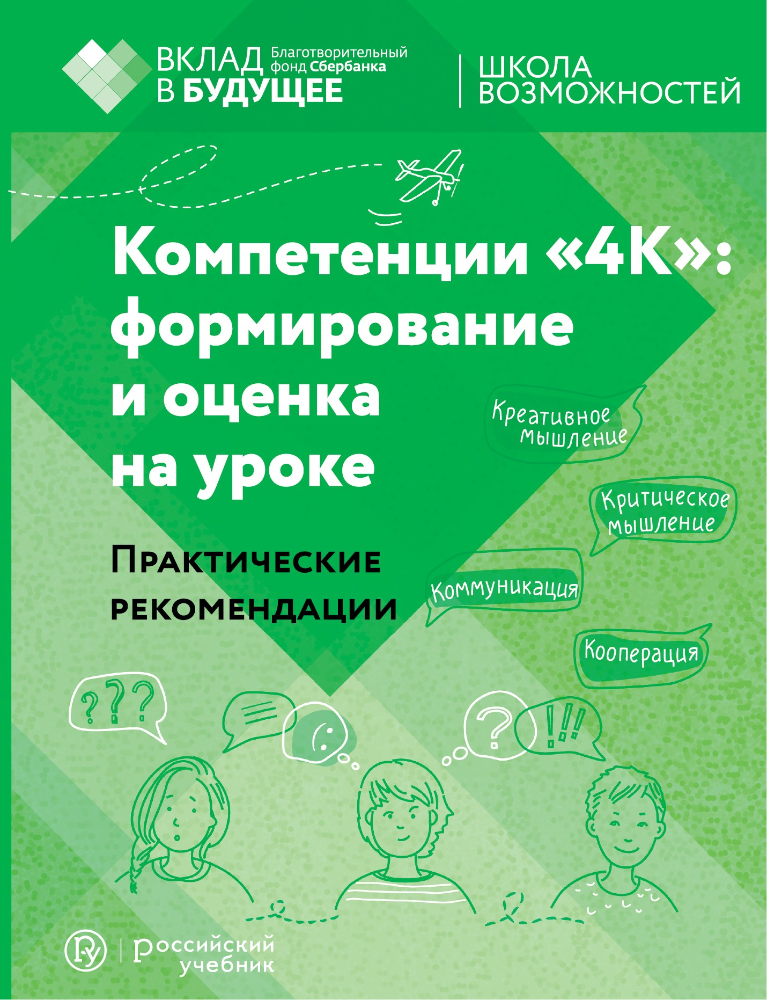 ВКЛАД
В БУДУЩЕЕ
Благотворительный
фонд Сбербанка
ШКОЛА
ВОЗМОЖНОСТЕЙ
Компетенции «4К»:
формирование
и оценка
на уроке
Креативное
мышление
Критическое
мышление
Практические
рекомендации
Коммуникация
Кооперация
???
?
!!!
РУ
российский
учебник